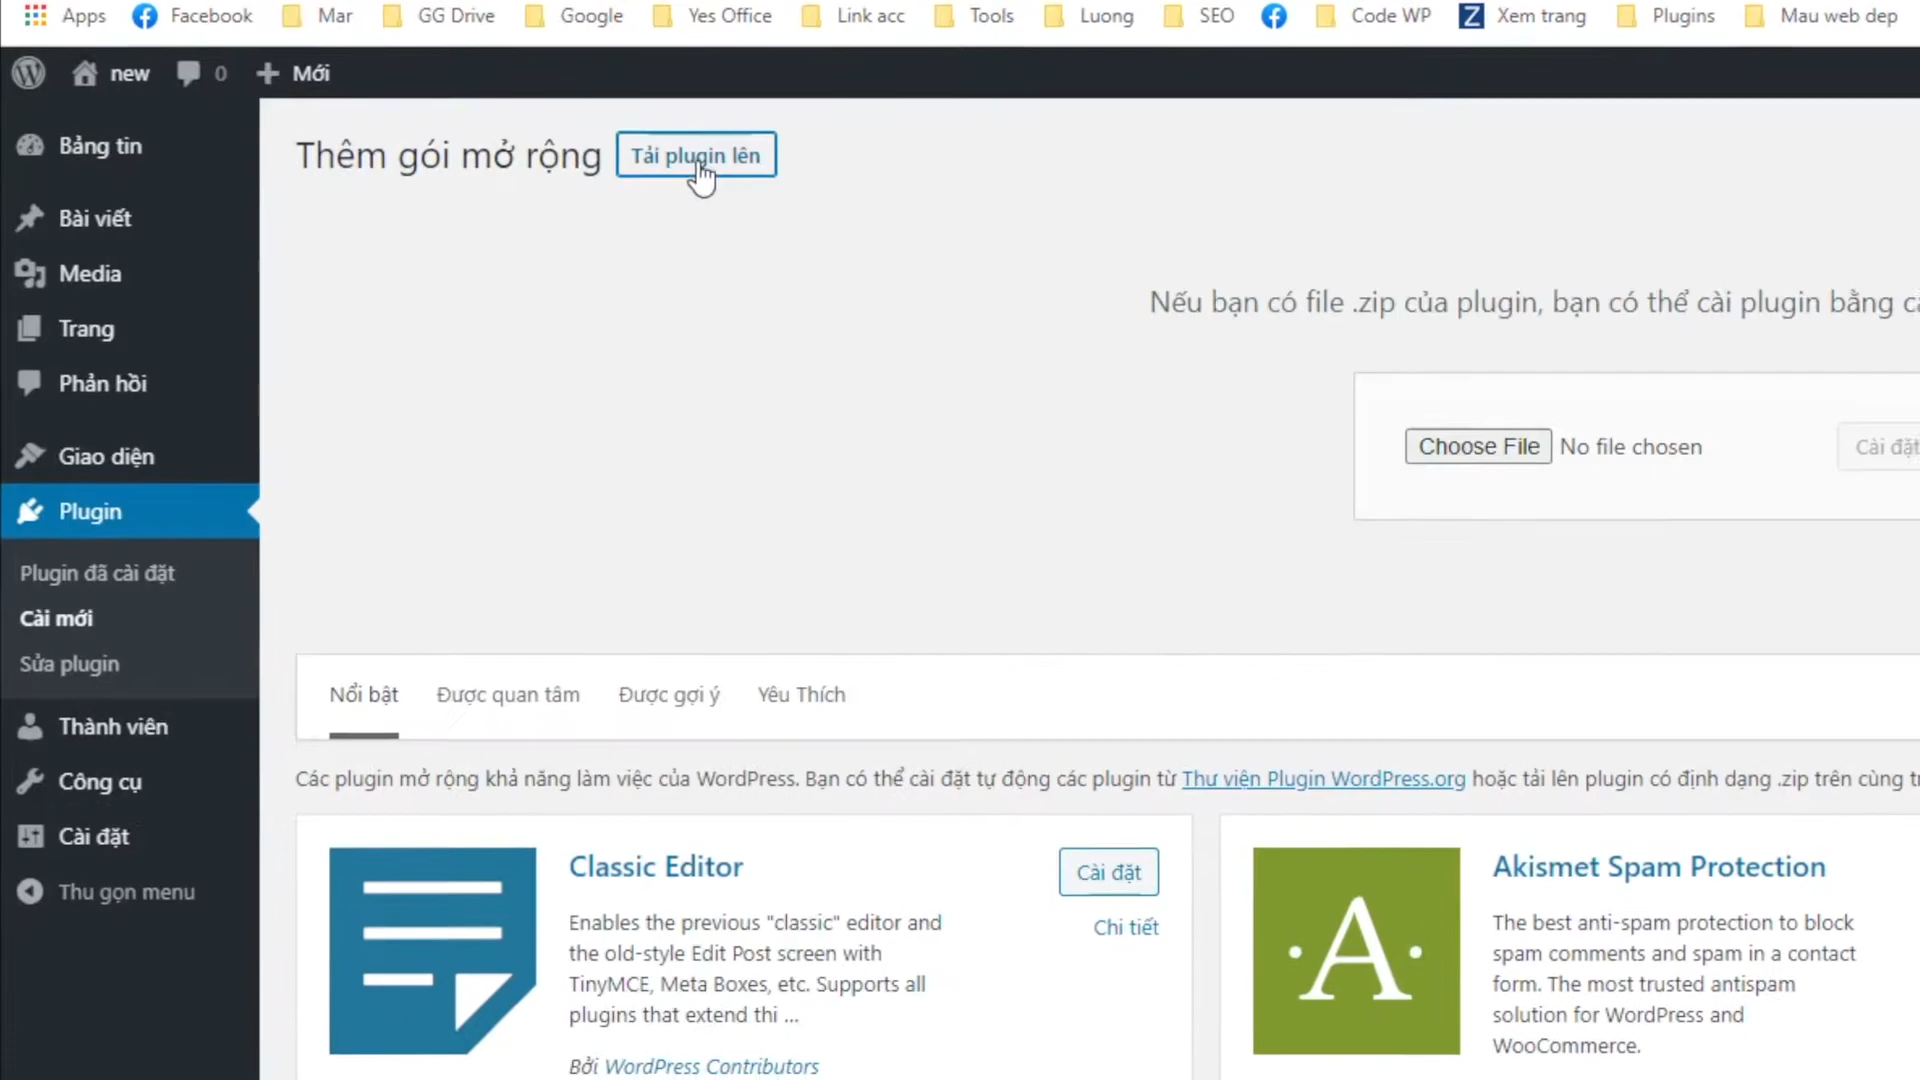 Apps Facebook Mar GG Drive Google Yes Office Link acc Tools Luong SEO Code WP Z Xem trang Plugins Mau web dep
new 0 Mới
Bảng tin
Bài viết
Media
Trang
Phản hồi
Giao diện
Plugin
Plugin đã cài đặt
Cài mới
Sửa plugin
Thành viên
Công cụ
Cài đặt
Thu gọn menu
Thêm gói mở rộng Tải plugin lên
Nếu bạn có file .zip của plugin, bạn có thể cài plugin bằng
Choose File No file chosen Cài đặt
Nổi bật Được quan tâm Được gợi ý Yêu Thích
Các plugin mở rộng khả năng làm việc của WordPress. Bạn có thể cài đặt tự động các plugin từ Thư viện Plugin WordPress.org hoặc tải lên plugin có định dạng .zip trên cùng
Classic Editor
Cài đặt
Chi tiết
Enables the previous "classic" editor and
the old-style Edit Post screen with
TinyMCE, Meta Boxes, etc. Supports all
plugins that extend thi ...
Bởi WordPress Contributors
A
Akismet Spam Protection
The best anti-spam protection to block
spam comments and spam in a contact
form. The most trusted antispam
solution for WordPress and
WooCommerce.